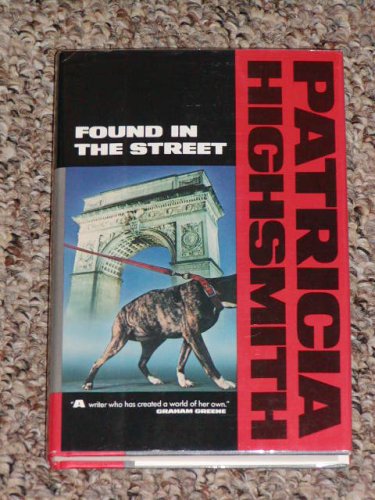 FOUND IN
THE STREET
PATRICIA
HIGHSMITH
"A writer who has created a world of her own."
GRAHAM GREENE